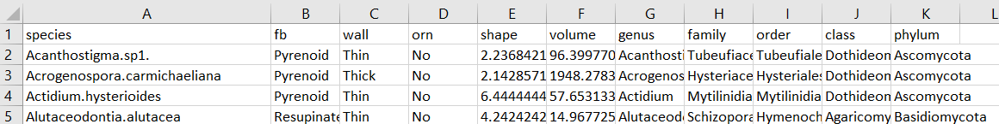 A B C D E F G H I J K L
1 species fb wall orn shape volume genus family order class phylum
2 Acanthostigma.sp1. Pyrenoid Thin No 2.2368421 96.399770 Acanthosti Tubeufiace Tubeufiale Dothideon Ascomycota
3 Acrogenospora.carmichaeliana Pyrenoid Thick No 2.1428571 1948.2783 Acrogenos Hysteriace Hysteriales Dothideon Ascomycota
4 Actidium.hysterioides Pyrenoid Thin No 6.4444444 57.653133 Actidium Mytilinidia Mytilinidia Dothideon Ascomycota
5 Alutaceodontia.alutacea Resupinate Thin No 4.2424242 14.967725 Alutaceod Schizopora Hymenoch Agaricomy Basidiomycota